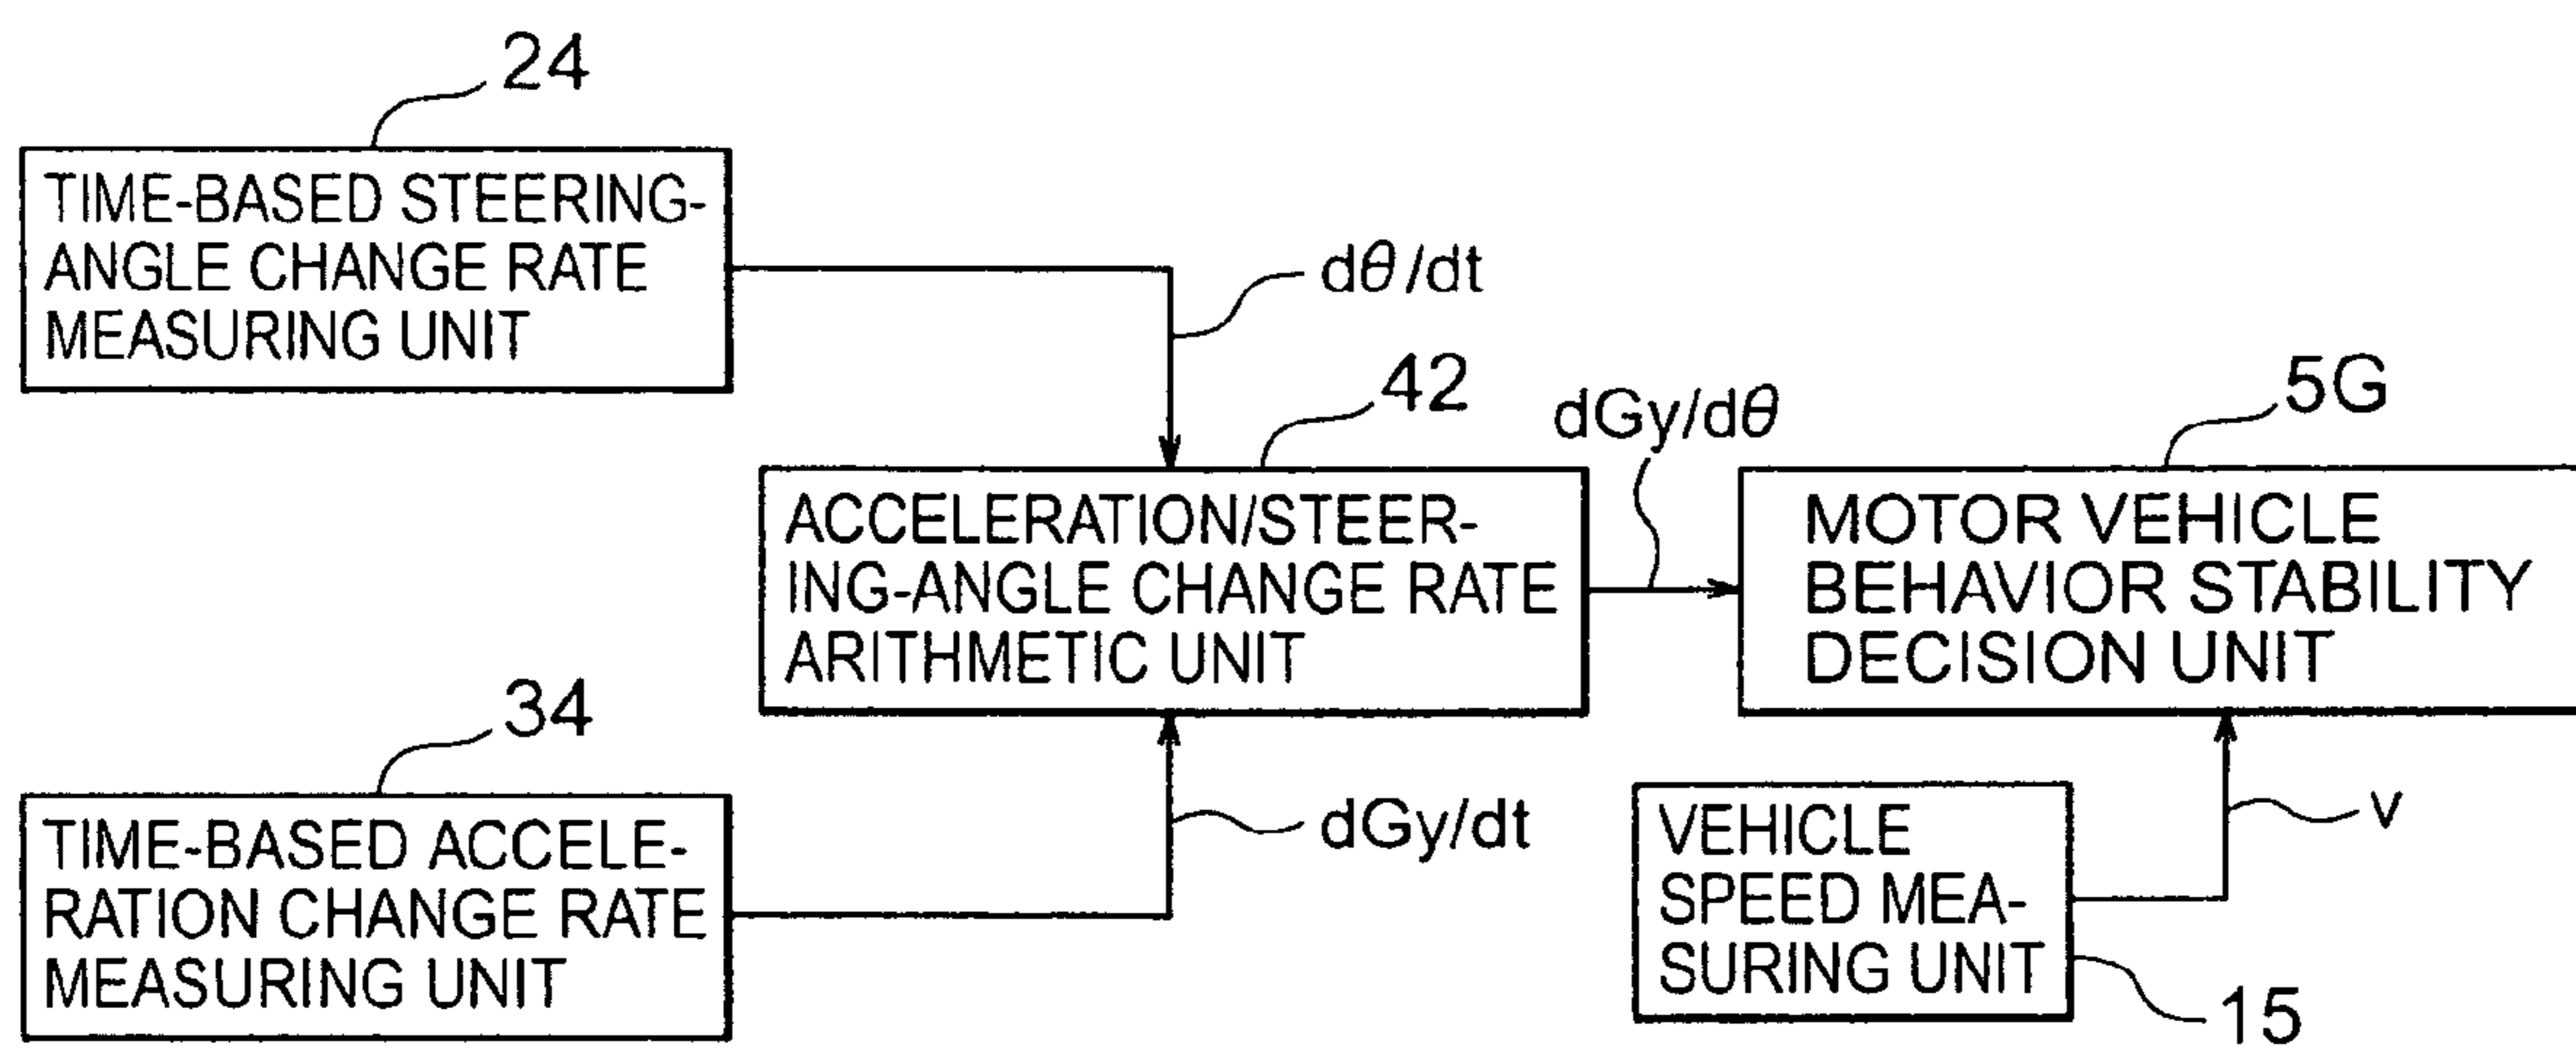 24
TIME-BASED STEERING-
ANGLE CHANGE RATE
MEASURING UNIT
dθ/dt
42
ACCELERATION/STEER-
ING-ANGLE CHANGE RATE
ARITHMETIC UNIT
dGy/dθ
5G
MOTOR VEHICLE
BEHAVIOR STABILITY
DECISION UNIT
34
TIME-BASED ACCELE-
RATION CHANGE RATE
MEASURING UNIT
dGy/dt
VEHICLE
SPEED MEA-
SURING UNIT
v
15